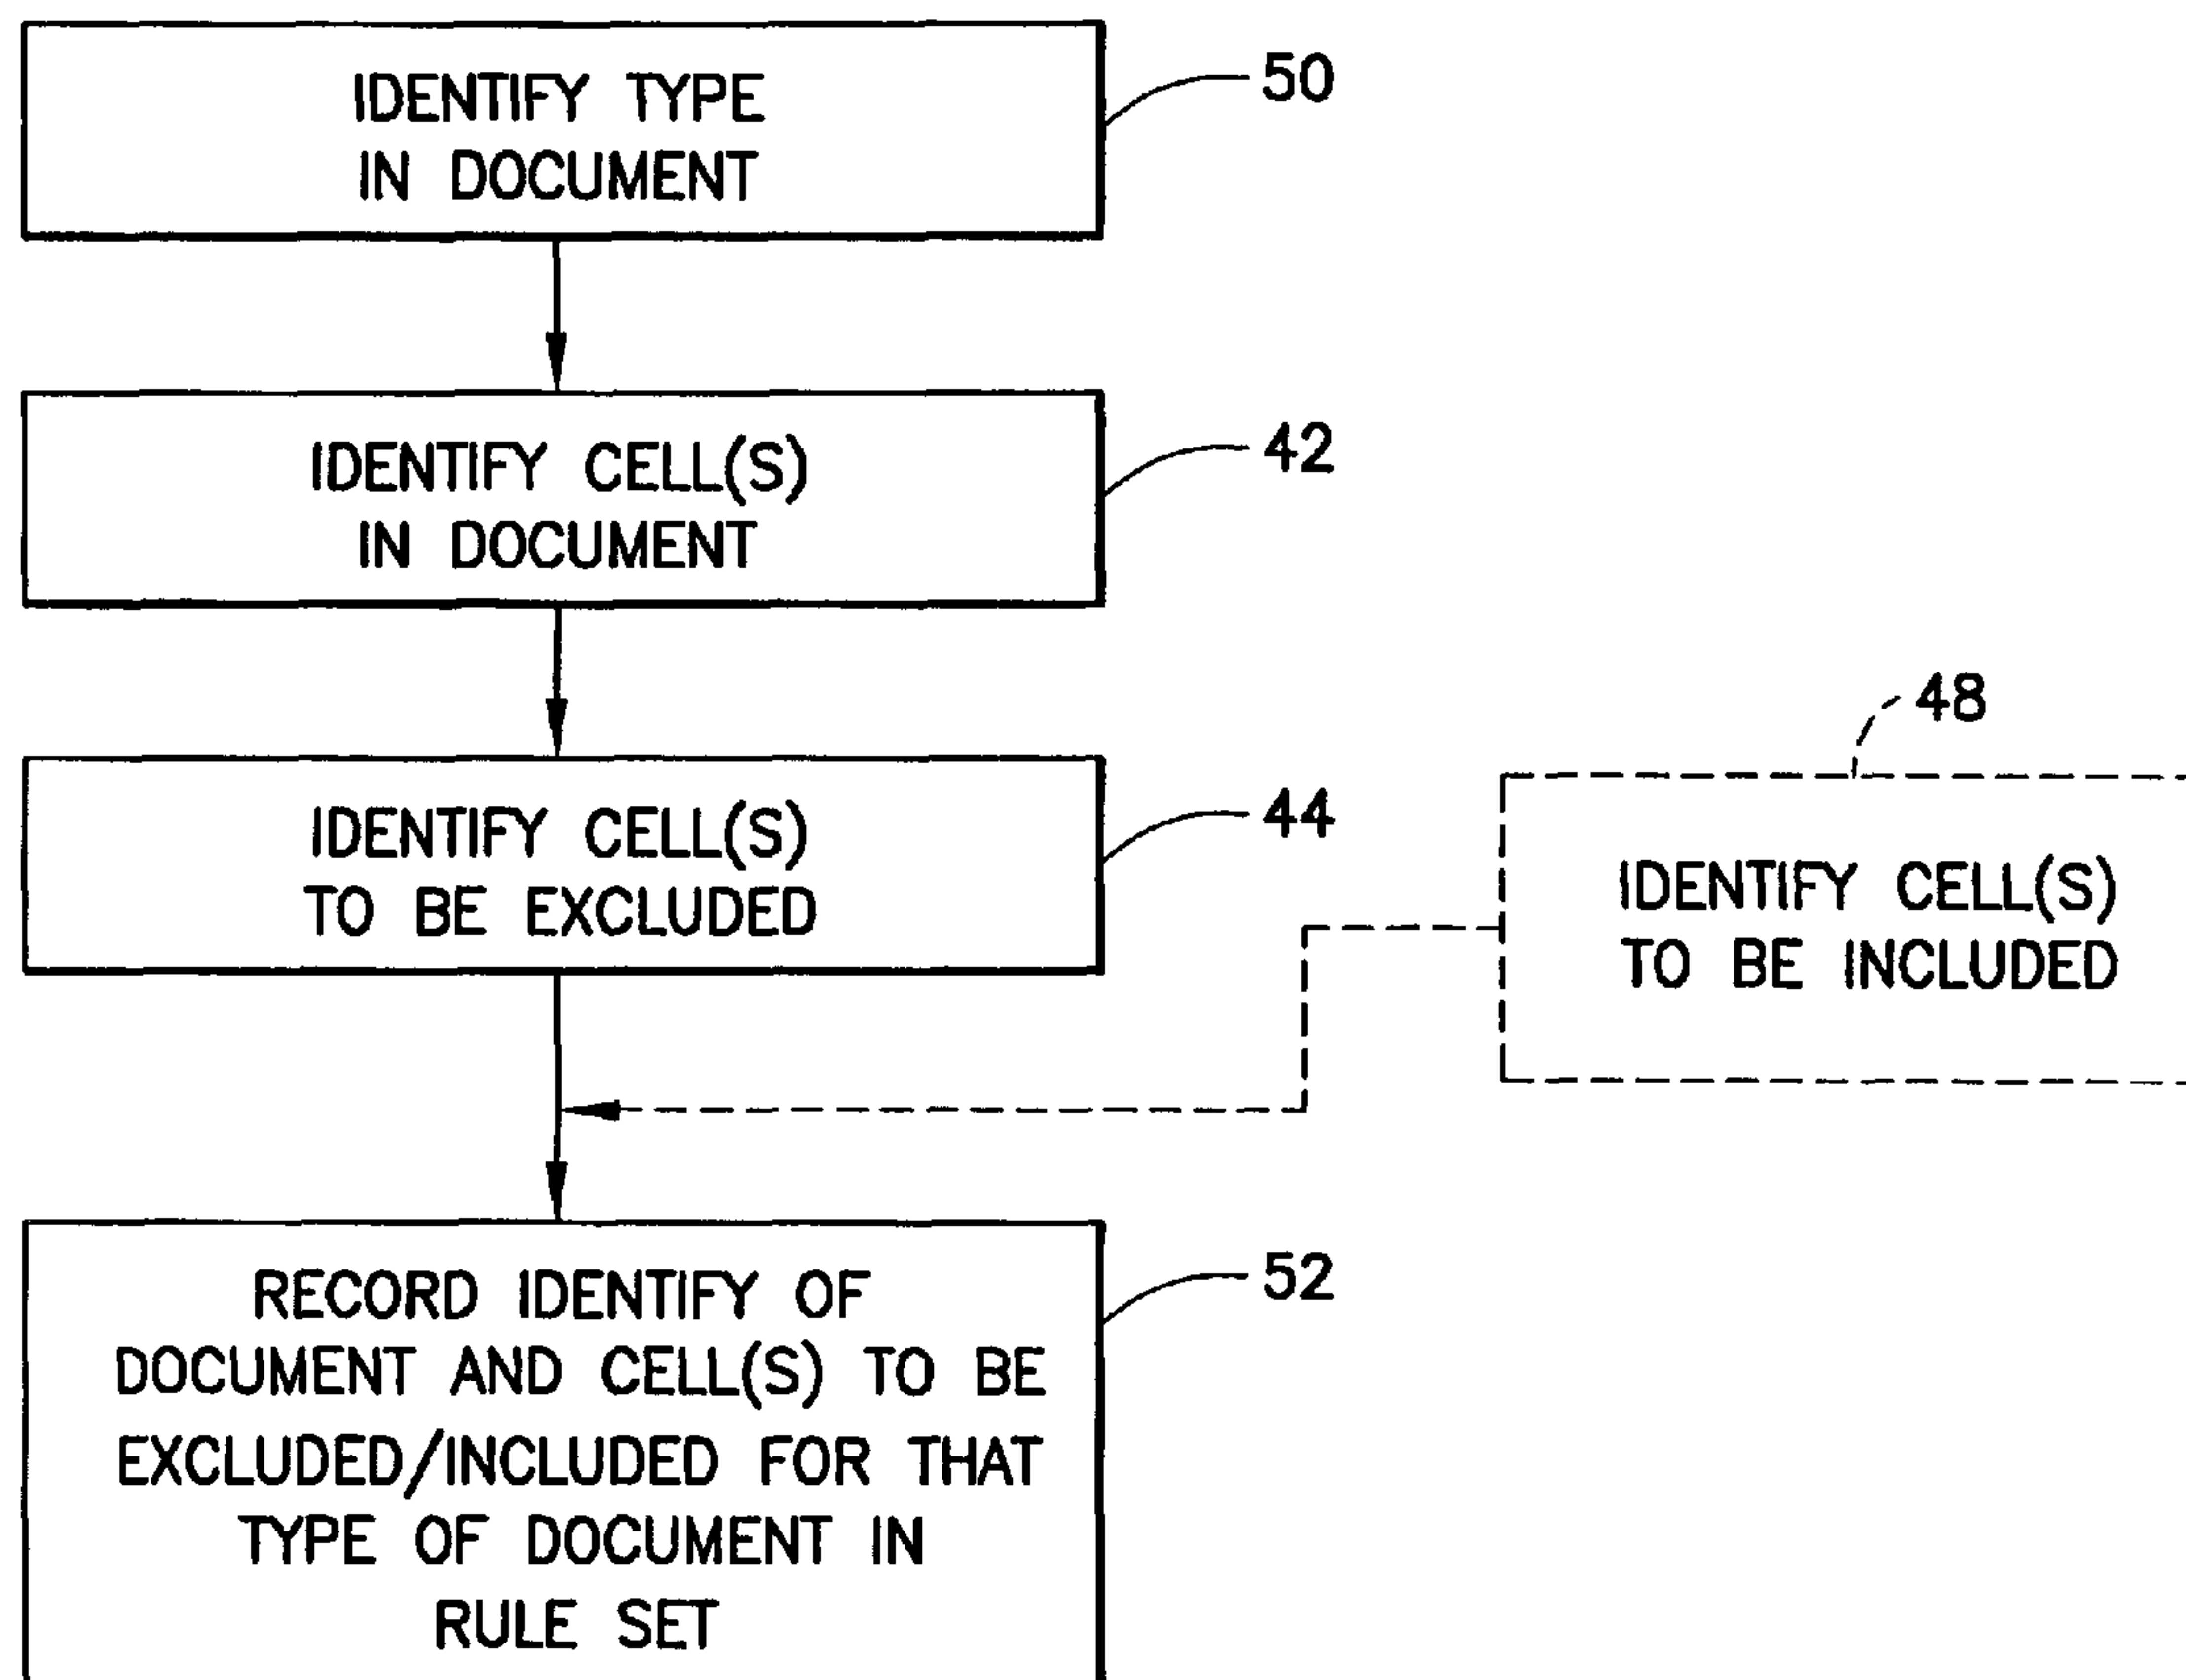 IDENTIFY TYPE
IN DOCUMENT
50
IDENTIFY CELL(S)
IN DOCUMENT
42
IDENTIFY CELL(S)
TO BE EXCLUDED
44
48
IDENTIFY CELL(S)
TO BE INCLUDED
RECORD IDENTIFY OF
DOCUMENT AND CELL(S) TO BE
EXCLUDED/INCLUDED FOR THAT
TYPE OF DOCUMENT IN
RULE SET
52